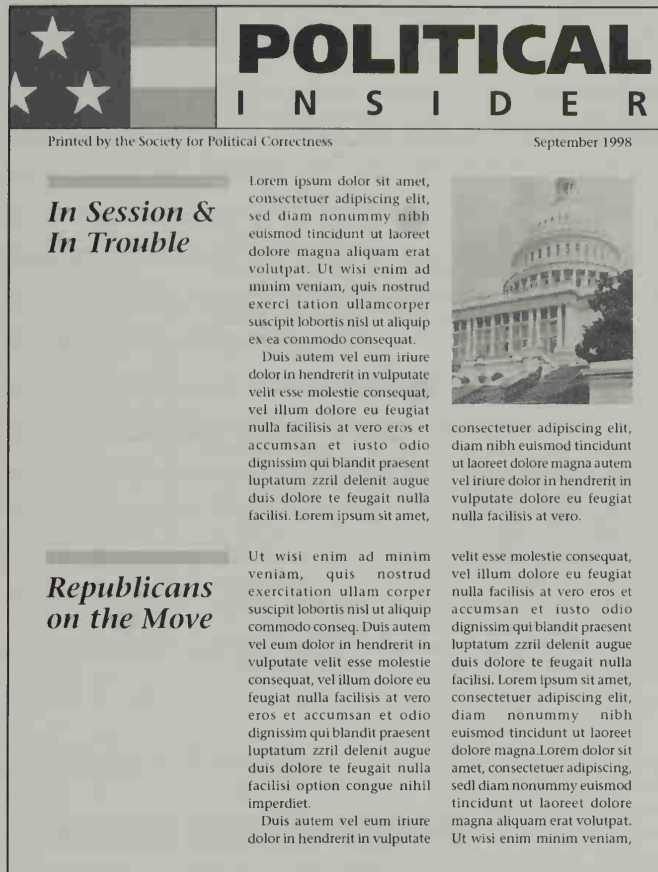 POLITICAL
INSIDER
Printed by the Society for Political Correctness
September 1998
In Session &
In Trouble
Lorem ipsum dolor sit amet,
consectetuer adipiscing elit,
sed diam nonummy nibh
euismod tincidunt ut laoreet
dolore magna aliquam erat
volutpat. Ut wisi enim ad
minim veniam, quis nostrud
exerci tation ullamcorper
suscipit lobortis nisl ut aliquip
ex ea commodo consequat.
Duis autem vel eum iriure
dolor in hendrerit in vulputate
velit esse molestie consequat,
vel illum dolore eu feugiat
nulla facilisis at vero eros et
accumsan et iusto odio
dignissim qui blandit praesent
luptatum zzril delenit augue
duis dolore te feugait nulla
facilisi. Lorem ipsum sit amet,
consectetuer adipiscing elit,
diam nibh euismod tincidunt
ut laoreet dolore magna autem
vel iriure dolor in hendrerit in
vulputate dolore eu feugiat
nulla facilisis at vero.
Republicans
on the Move
Ut wisi enim ad minim
veniam, quis nostrud
exercitation ullam corper
suscipit lobortis nisl ut aliquip
commodo conseq. Duis autem
vel eum dolor in hendrerit in
vulputate velit esse molestie
consequat, vel illum dolore eu
feugiat nulla facilisis at vero
eros et accumsan et odio
dignissim qui blandit praesent
luptatum zzril delenit augue
duis dolore te feugait nulla
facilisi option congue nihil
imperdiet.
Duis autem vel eum iriure
dolor in hendrerit in vulputate
velit esse molestie consequat,
vel illum dolore eu feugiat
nulla facilisis at vero eros et
accumsan et iusto odio
dignissim qui blandit praesent
luptatum zzril delenit augue
duis dolore te feugait nulla
facilisi. Lorem ipsum sit amet,
consectetuer adipiscing elit,
diam nonummy nibh
euismod tincidunt ut laoreet
dolore magna.Lorem dolor sit
amet, consectetuer adipiscing,
sedl diam nonummy euismod
tincidunt ut laoreet dolore
magna aliquam erat volutpat.
Ut wisi enim minim veniam,